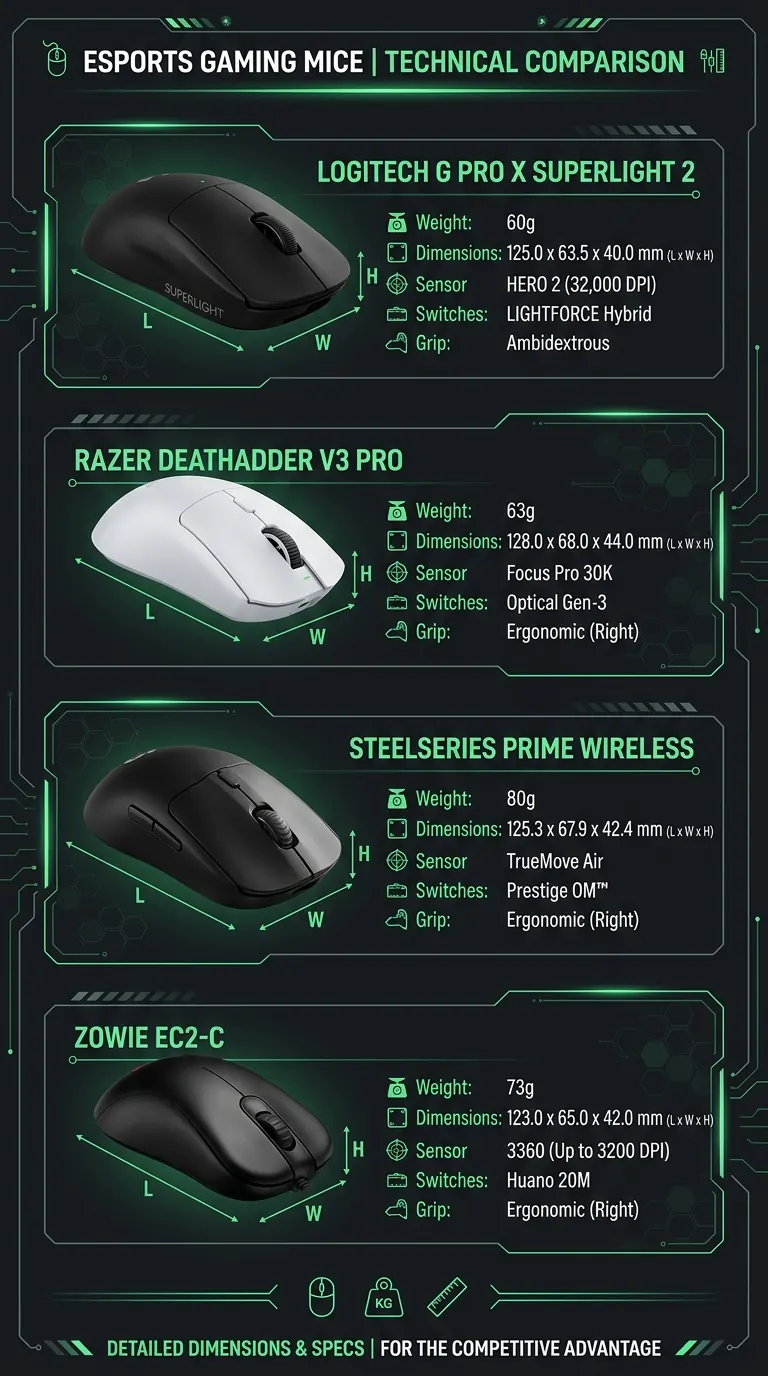 ESPORTS GAMING MICE | TECHNICAL COMPARISON
LOGITECH G PRO X SUPERLIGHT 2
SUPERLIGHT
L
W
H
Weight: 60g
Dimensions: 125.0 x 63.5 x 40.0 mm (L x W x H)
Sensor HERO 2 (32,000 DPI)
Switches: LIGHTFORCE Hybrid
Grip: Ambidextrous
RAZER DEATHADDER V3 PRO
L
W
H
Weight: 63g
Dimensions: 128.0 x 68.0 x 44.0 mm (L x W x H)
Sensor Focus Pro 30K
Switches: Optical Gen-3
Grip: Ergonomic (Right)
STEELSERIES PRIME WIRELESS
L
W
H
Weight: 80g
Dimensions: 125.3 x 67.9 x 42.4 mm (L x W x H)
Sensor TrueMove Air
Switches: Prestige OM™
Grip: Ergonomic (Right)
ZOWIE EC2-C
L
W
H
Weight: 73g
Dimensions: 123.0 x 65.0 x 42.0 mm (L x W x H)
Sensor 3360 (Up to 3200 DPI)
Switches: Huano 20M
Grip: Ergonomic (Right)
KG
DETAILED DIMENSIONS & SPECS | FOR THE COMPETITIVE ADVANTAGE